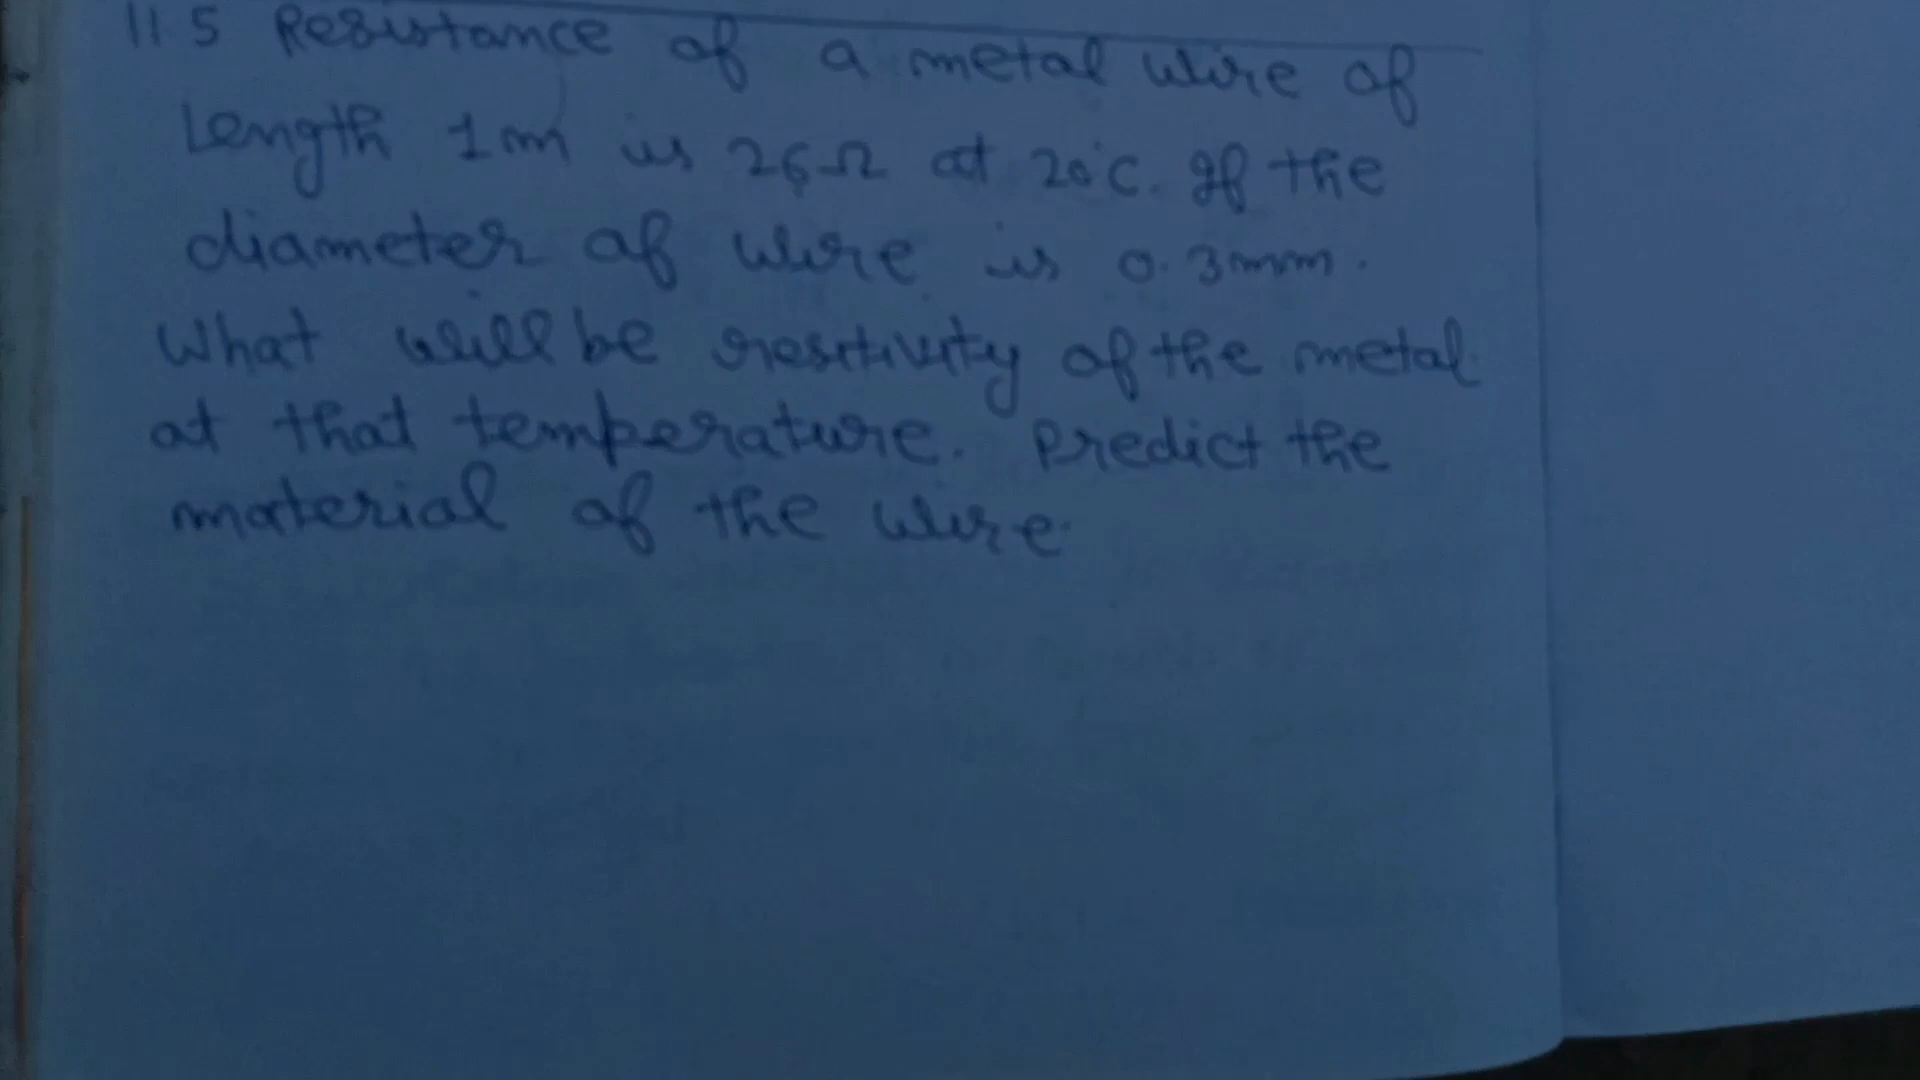 11 5 Resistance of a metal wire of
Length 1m is 26Ω at 20°C. If the
diameter of wire is 0.3mm.
What will be resitivity of the metal
at that temperature. Predict the
material of the wire.